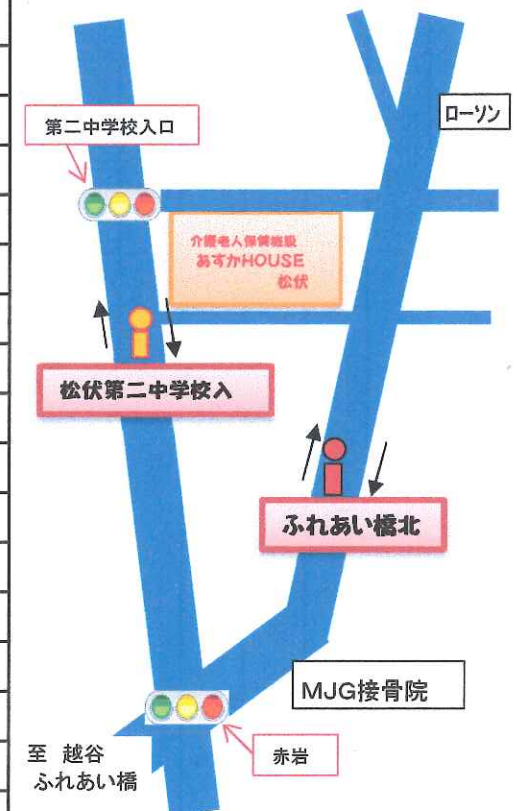 ローソン
第二中学校入口
介護老人保健施設
あすかHOUSE
松伏
松伏第二中学校入
ふれあい橋北
MJG接骨院
赤岩
至 越谷
ふれあい橋